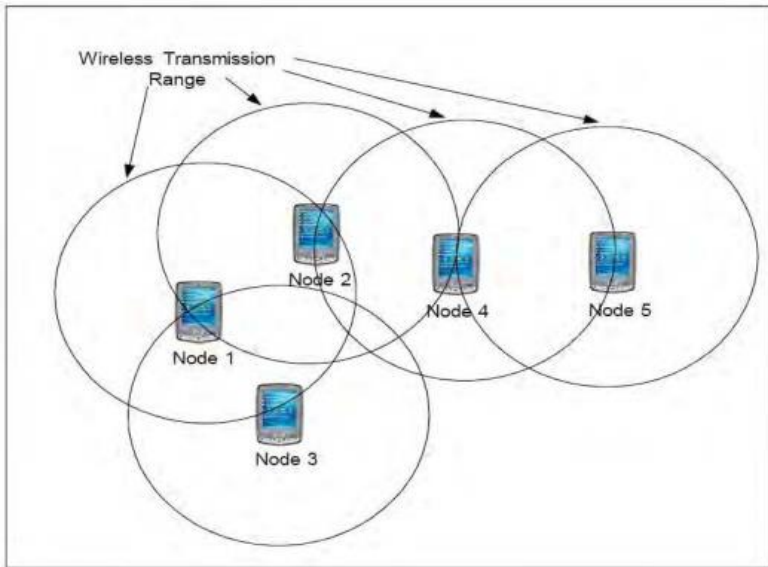 Wireless Transmission
Range
Node 2
Node 4
Node 5
Node 1
Node 3